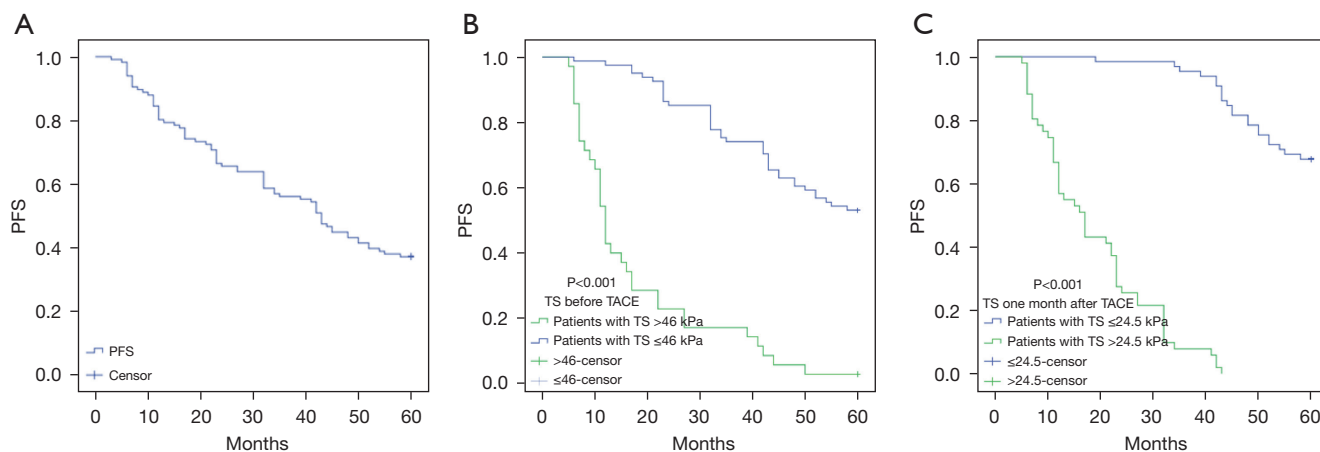 A
1.0
0.8
0.6
0.4
0.2
0.0
PFS
PFS
Censor
0 10 20 30 40 50 60
Months
B
1.0
0.8
0.6
0.4
0.2
0.0
PFS
P<0.001
TS before TACE
Patients with TS >46 kPa
Patients with TS ≤46 kPa
>46-censor
≤46-censor
0 10 20 30 40 50 60
Months
C
1.0
0.8
0.6
0.4
0.2
0.0
PFS
P<0.001
TS one month after TACE
Patients with TS ≤24.5 kPa
Patients with TS >24.5 kPa
≤24.5-censor
>24.5-censor
0 10 20 30 40 50 60
Months